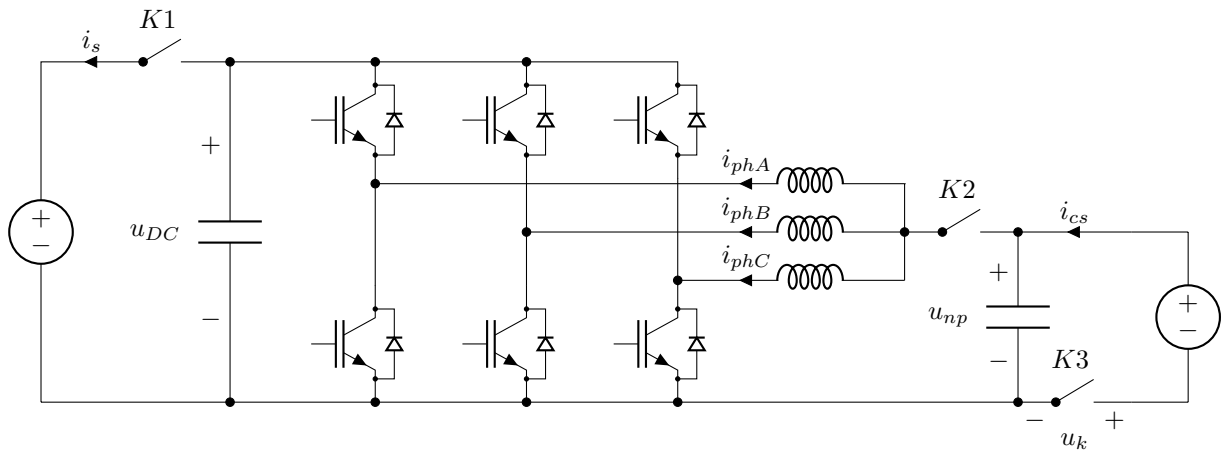 K1
i_s
+
u_DC
−
+
−
i_phA
i_phB
i_phC
K2
i_cs
+
u_np
−
+
−
K3
−
+
u_k